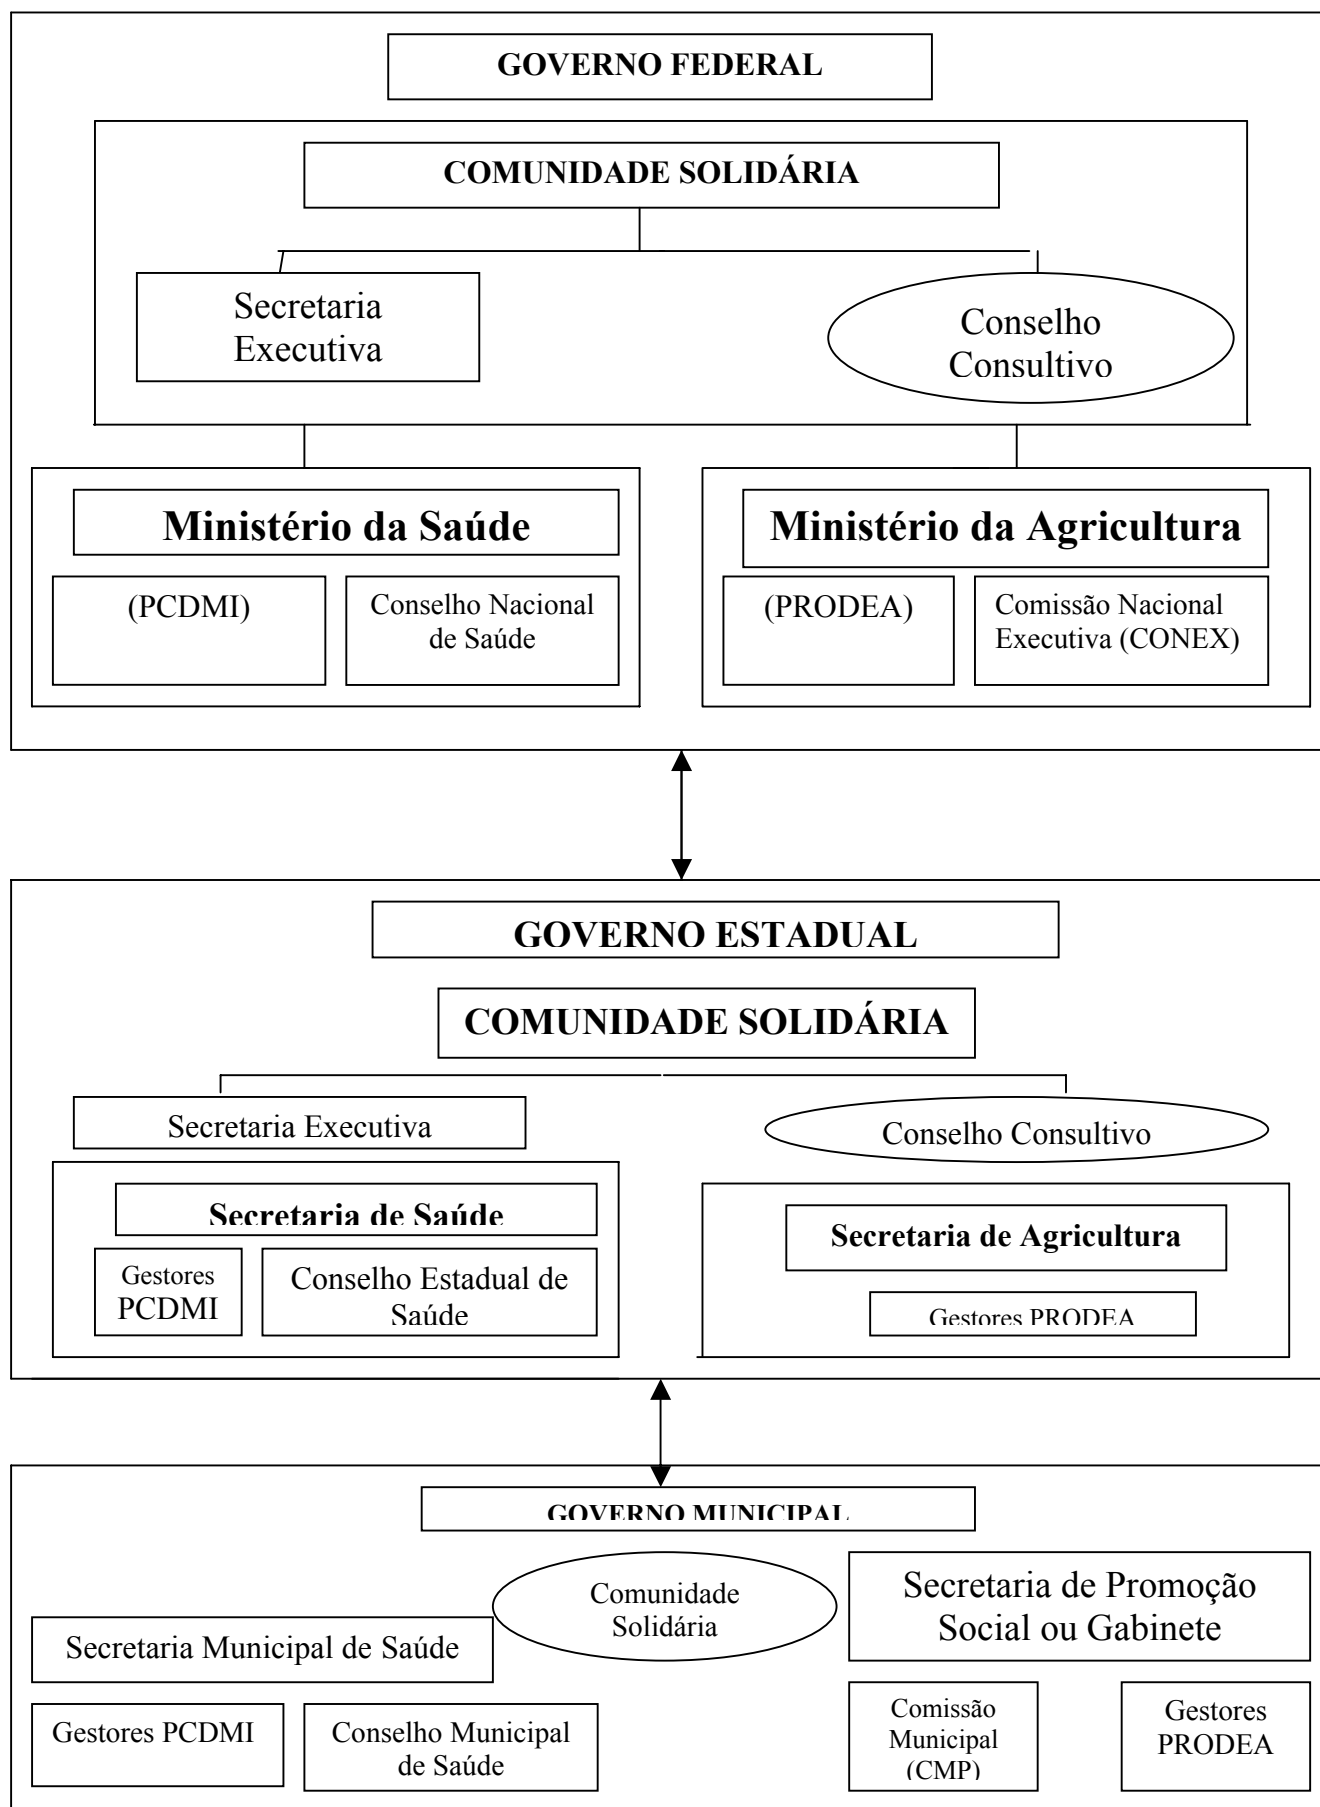 GOVERNO FEDERAL
COMUNIDADE SOLIDÁRIA
Secretaria
Executiva
Conselho
Consultivo
Ministério da Saúde
(PCDMI)
Conselho Nacional
de Saúde
Ministério da Agricultura
(PRODEA)
Comissão Nacional
Executiva (CONEX)
GOVERNO ESTADUAL
COMUNIDADE SOLIDÁRIA
Secretaria Executiva
Conselho Consultivo
Secretaria de Saúde
Gestores
PCDMI
Conselho Estadual de
Saúde
Secretaria de Agricultura
Gestores PRODEA
GOVERNO MUNICIPAL
Comunidade
Solidária
Secretaria de Promoção
Social ou Gabinete
Secretaria Municipal de Saúde
Gestores PCDMI
Conselho Municipal
de Saúde
Comissão
Municipal
(CMP)
Gestores
PRODEA